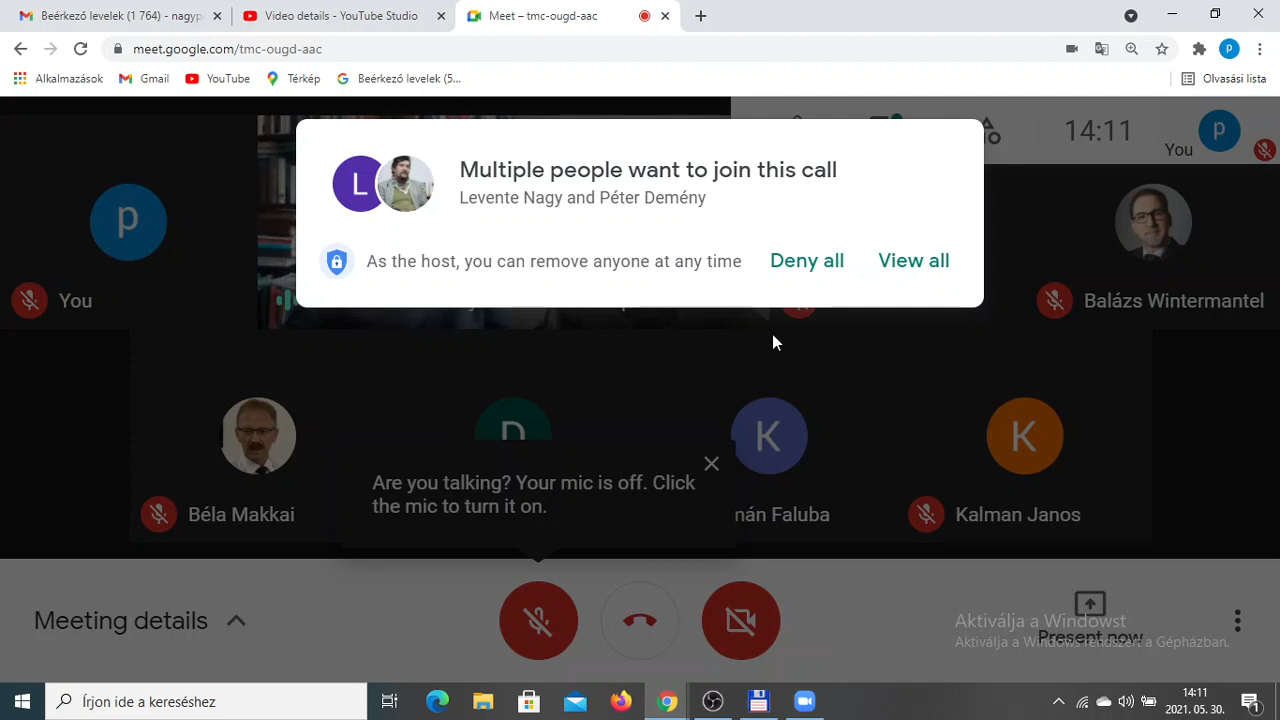 Beérkező levelek (1 764) - nagyp
Video details - YouTube Studio
Meet – tmc-ougd-aac
meet.google.com/tmc-ougd-aac
P
Alkalmazások
Gmail
YouTube
Térkép
Beérkező levelek (5...
Olvasási lista
14:11
You
p
Multiple people want to join this call
Levente Nagy and Péter Demény
L
As the host, you can remove anyone at any time
Deny all
View all
p
You
Balázs Wintermantel
D
K
K
Are you talking? Your mic is off. Click
the mic to turn it on.
Béla Makkai
mán Faluba
Kalman Janos
Meeting details
Present now
Aktiválja a Windowst
Aktiválja a Windows rendszert a Gépházban.
Írjon ide a kereséshez
14:11
2021. 05. 30.
1